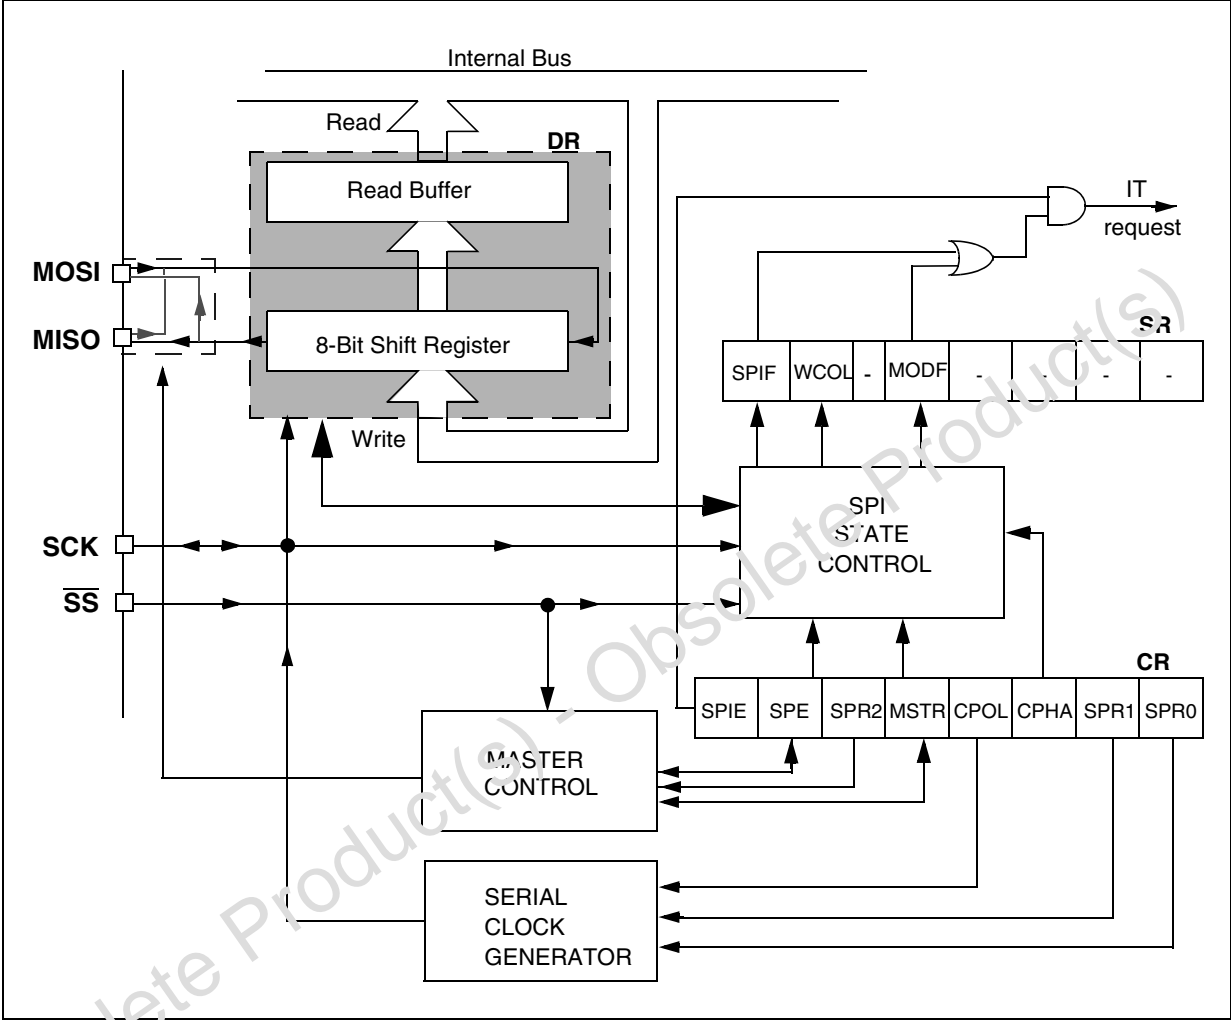 Internal Bus
Read
DR
Read Buffer
IT
request
MOSI
MISO
8-Bit Shift Register
SR
SPIF WCOL - MODF - - - -
Write
SPI
STATE
CONTROL
SCK
SS
CR
SPIE SPE SPR2 MSTR CPOL CPHA SPR1 SPR0
MASTER
CONTROL
SERIAL
CLOCK
GENERATOR
lete Product(s) - Obsolete Product(s)